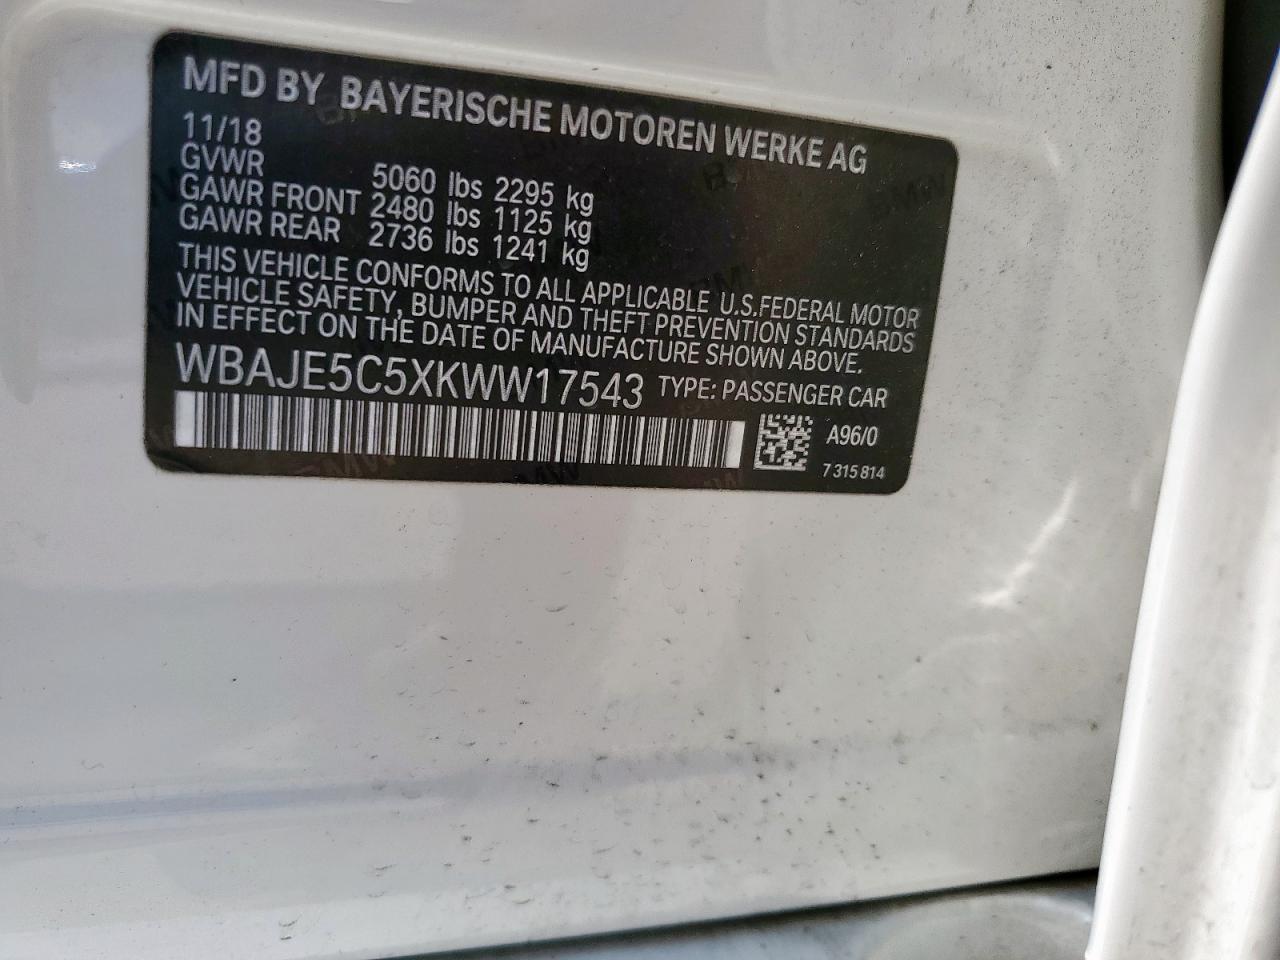 MFD BY BAYERISCHE MOTOREN WERKE AG
11/18
GVWR 5060 lbs 2295 kg
GAWR FRONT 2480 lbs 1125 kg
GAWR REAR 2736 lbs 1241 kg
THIS VEHICLE CONFORMS TO ALL APPLICABLE U.S.FEDERAL MOTOR
VEHICLE SAFETY, BUMPER AND THEFT PREVENTION STANDARDS
IN EFFECT ON THE DATE OF MANUFACTURE SHOWN ABOVE.
WBAJE5C5XKWW17543 TYPE: PASSENGER CAR
A96/0
7 315 814